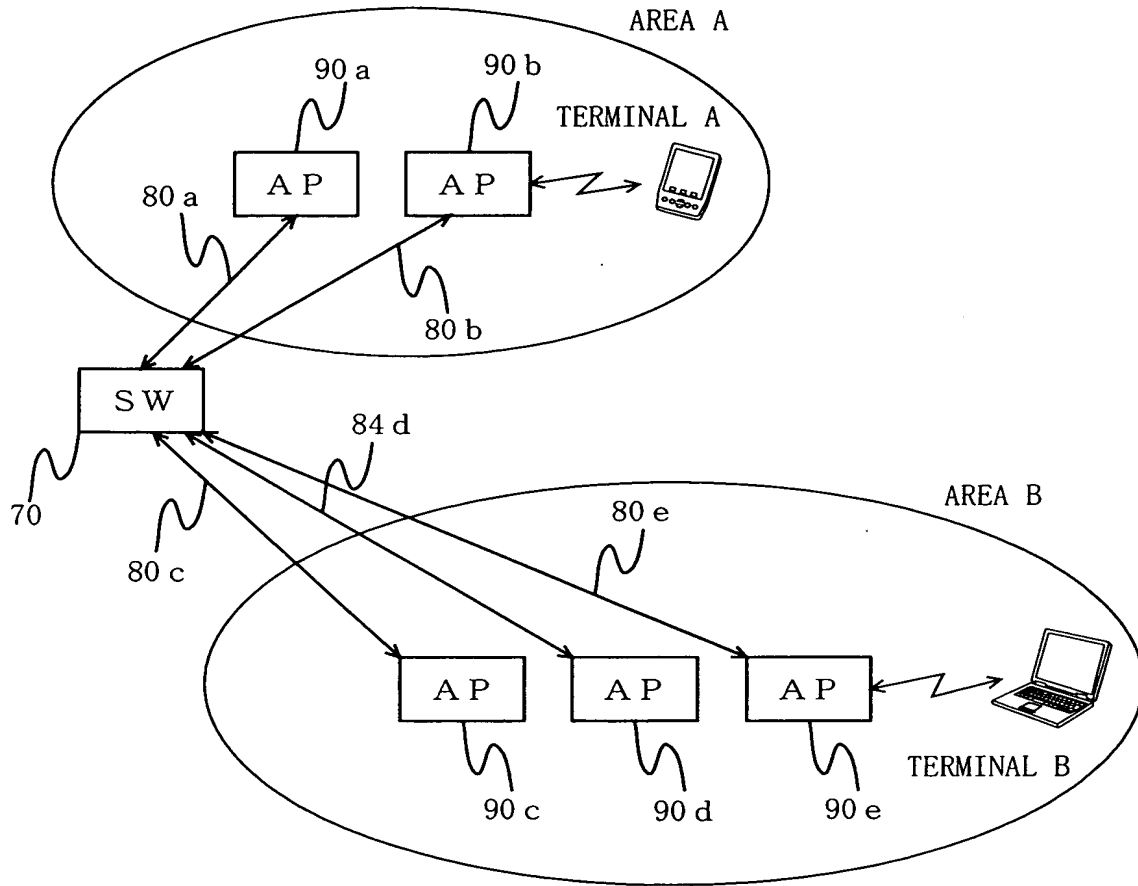 AREA A
90 a
90 b
TERMINAL A
A P
A P
80 a
80 b
S W
84 d
70
80 c
AREA B
80 e
A P
A P
A P
TERMINAL B
90 c
90 d
90 e